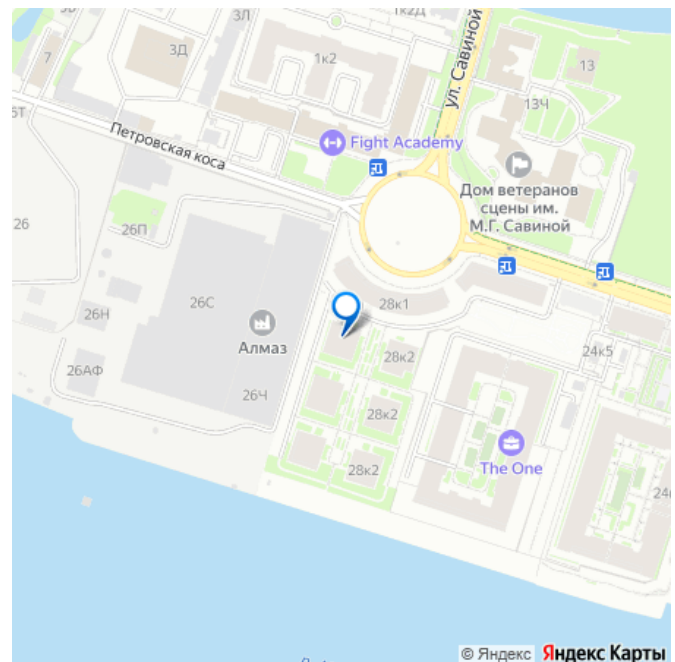 3Л
1к2Д
3Д
1к2
7
ул. Савиной
13
13Ч
Петровская коса
Fight Academy
Дом ветеранов
сцены им.
М.Г. Савиной
26
26П
26С
26Н
Алмаз
28к1
28к2
24к5
26АФ
26Ч
28к2
28к2
The One
© Яндекс Яндекс Карты